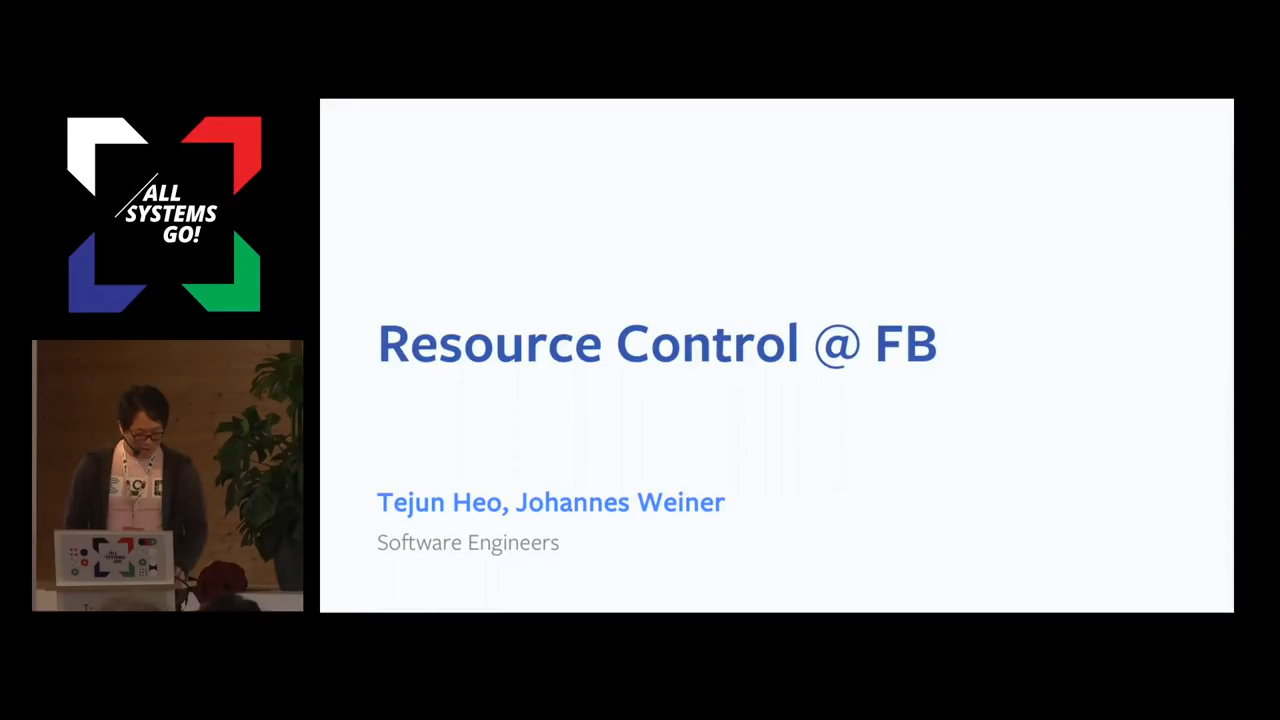 ALL
SYSTEMS
GO!
Resource Control @ FB
Tejun Heo, Johannes Weiner
Software Engineers